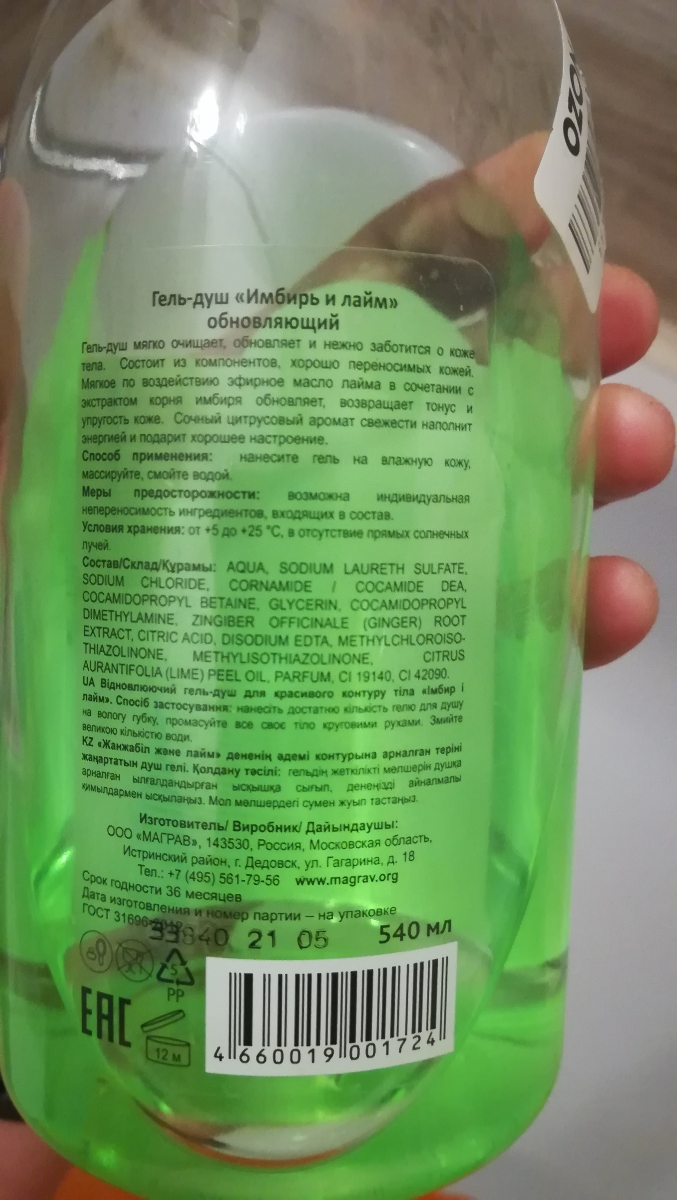 OZON
Гель-душ «Имбирь и лайм»
обновляющий
Гель-душ мягко очищает, обновляет и нежно заботится о коже
тела. Состоит из компонентов, хорошо переносимых кожей.
Мягкое по воздействию эфирное масло лайма в сочетании с
экстрактом корня имбиря обновляет, возвращает тонус и
упругость коже. Сочный цитрусовый аромат свежести наполнит
энергией и подарит хорошее настроение.
Способ применения: нанесите гель на влажную кожу,
массируйте, смойте водой.
Меры предосторожности: возможна индивидуальная
непереносимость ингредиентов, входящих в состав.
Условия хранения: от +5 до +25 °C, в отсутствие прямых солнечных
лучей.
Состав/Склад/Құрамы: AQUA, SODIUM LAURETH SULFATE,
SODIUM CHLORIDE, CORNAMIDE / COCAMIDE DEA,
COCAMIDOPROPYL BETAINE, GLYCERIN, COCAMIDOPROPYL
DIMETHYLAMINE, ZINGIBER OFFICINALE (GINGER) ROOT
EXTRACT, CITRIC ACID, DISODIUM EDTA, METHYLCHLOROISO-
THIAZOLINONE, METHYLISOTHIAZOLINONE, CITRUS
AURANTIFOLIA (LIME) PEEL OIL, PARFUM, CI 19140, CI 42090.
UA Відновлюючий гель-душ для красивого контуру тіла «Імбир і
лайм». Спосіб застосування: нанесіть достатню кількість гелю для душу
на вологу губку, промасуйте все своє тіло круговими рухами. Змийте
великою кількістю води.
KZ «Жанжабіл және лайм» дененің әдемі контурына арналған теріні
жаңартатын душ гелі. Қолдану тәсілі: гельдің жеткілікті мөлшерін душқа
арналған ылғалдандырған ысқышқа сығып, денеңізді айналмалы
қимылдармен ысқылаңыз. Мол мөлшердегі сумен жуып тастаңыз.
Изготовитель/ Виробник/ Дайындаушы:
ООО «МАГРАВ», 143530, Россия, Московская область,
Истринский район, г. Дедовск, ул. Гагарина, д. 18
Тел.: +7 (495) 561-79-56 www.magrav.org
Срок годности 36 месяцев
Дата изготовления и номер партии – на упаковке
ГОСТ 31696-
21 05 540 мл
5
PP
EAC
12 м
4 660019 001724